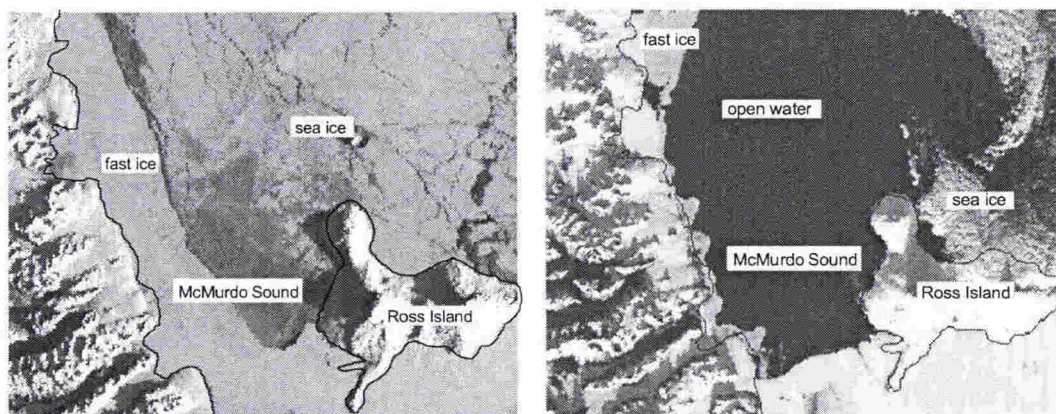 sea ice
fast ice
McMurdo Sound
Ross Island
fast ice
open water
sea ice
McMurdo Sound
Ross Island